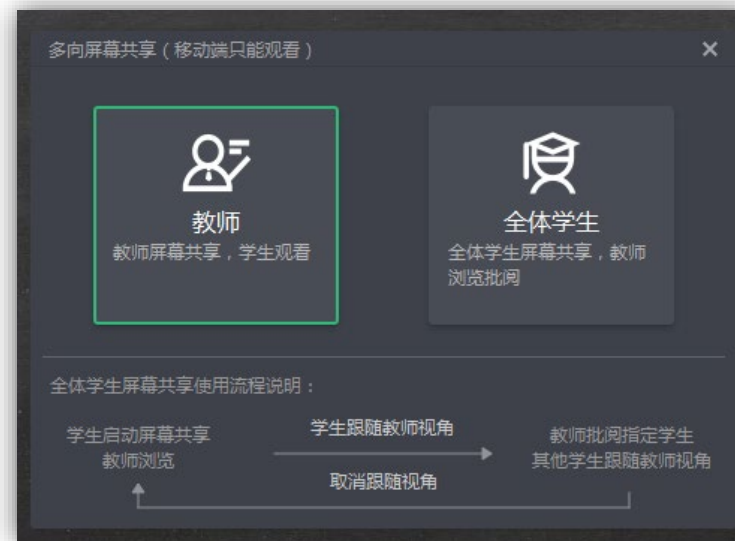 多向屏幕共享（移动端只能观看）
教师
教师屏幕共享，学生观看
全体学生
全体学生屏幕共享，教师
浏览批阅
全体学生屏幕共享使用流程说明：
学生启动屏幕共享
教师浏览
学生跟随教师视角
取消跟随视角
教师批阅指定学生
其他学生跟随教师视角